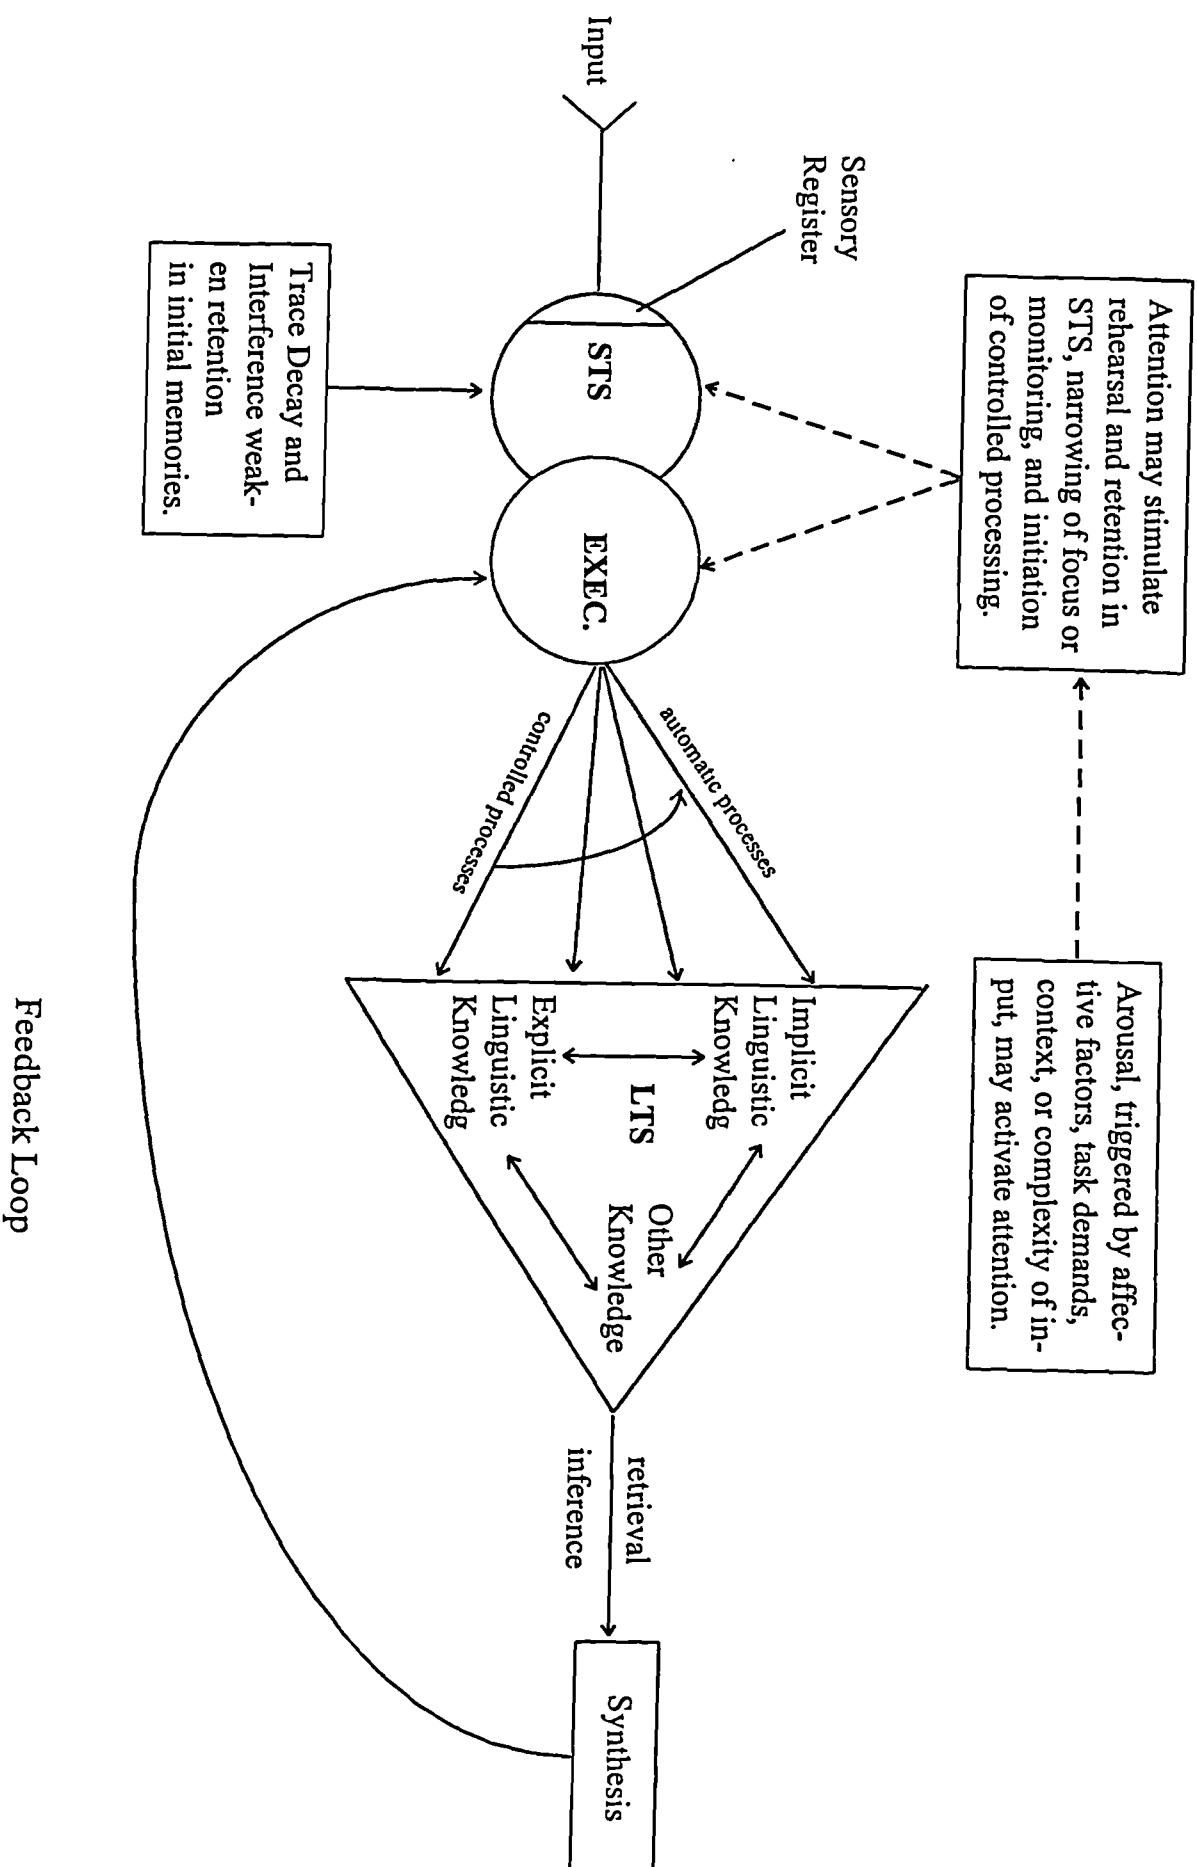 Input
Sensory
Register
Attention may stimulate
rehearsal and retention in
STS, narrowing of focus or
monitoring, and initiation
of controlled processing.
Arousal, triggered by affec-
tive factors, task demands,
context, or complexity of in-
put, may activate attention.
STS
EXEC.
Trace Decay and
Interference weak-
en retention
in initial memories.
automatic processes
controlled processes
Implicit
Linguistic
Knowledg
LTS
Explicit
Linguistic
Knowledg
Other
Knowledge
retrieval
inference
Synthesis
Feedback Loop